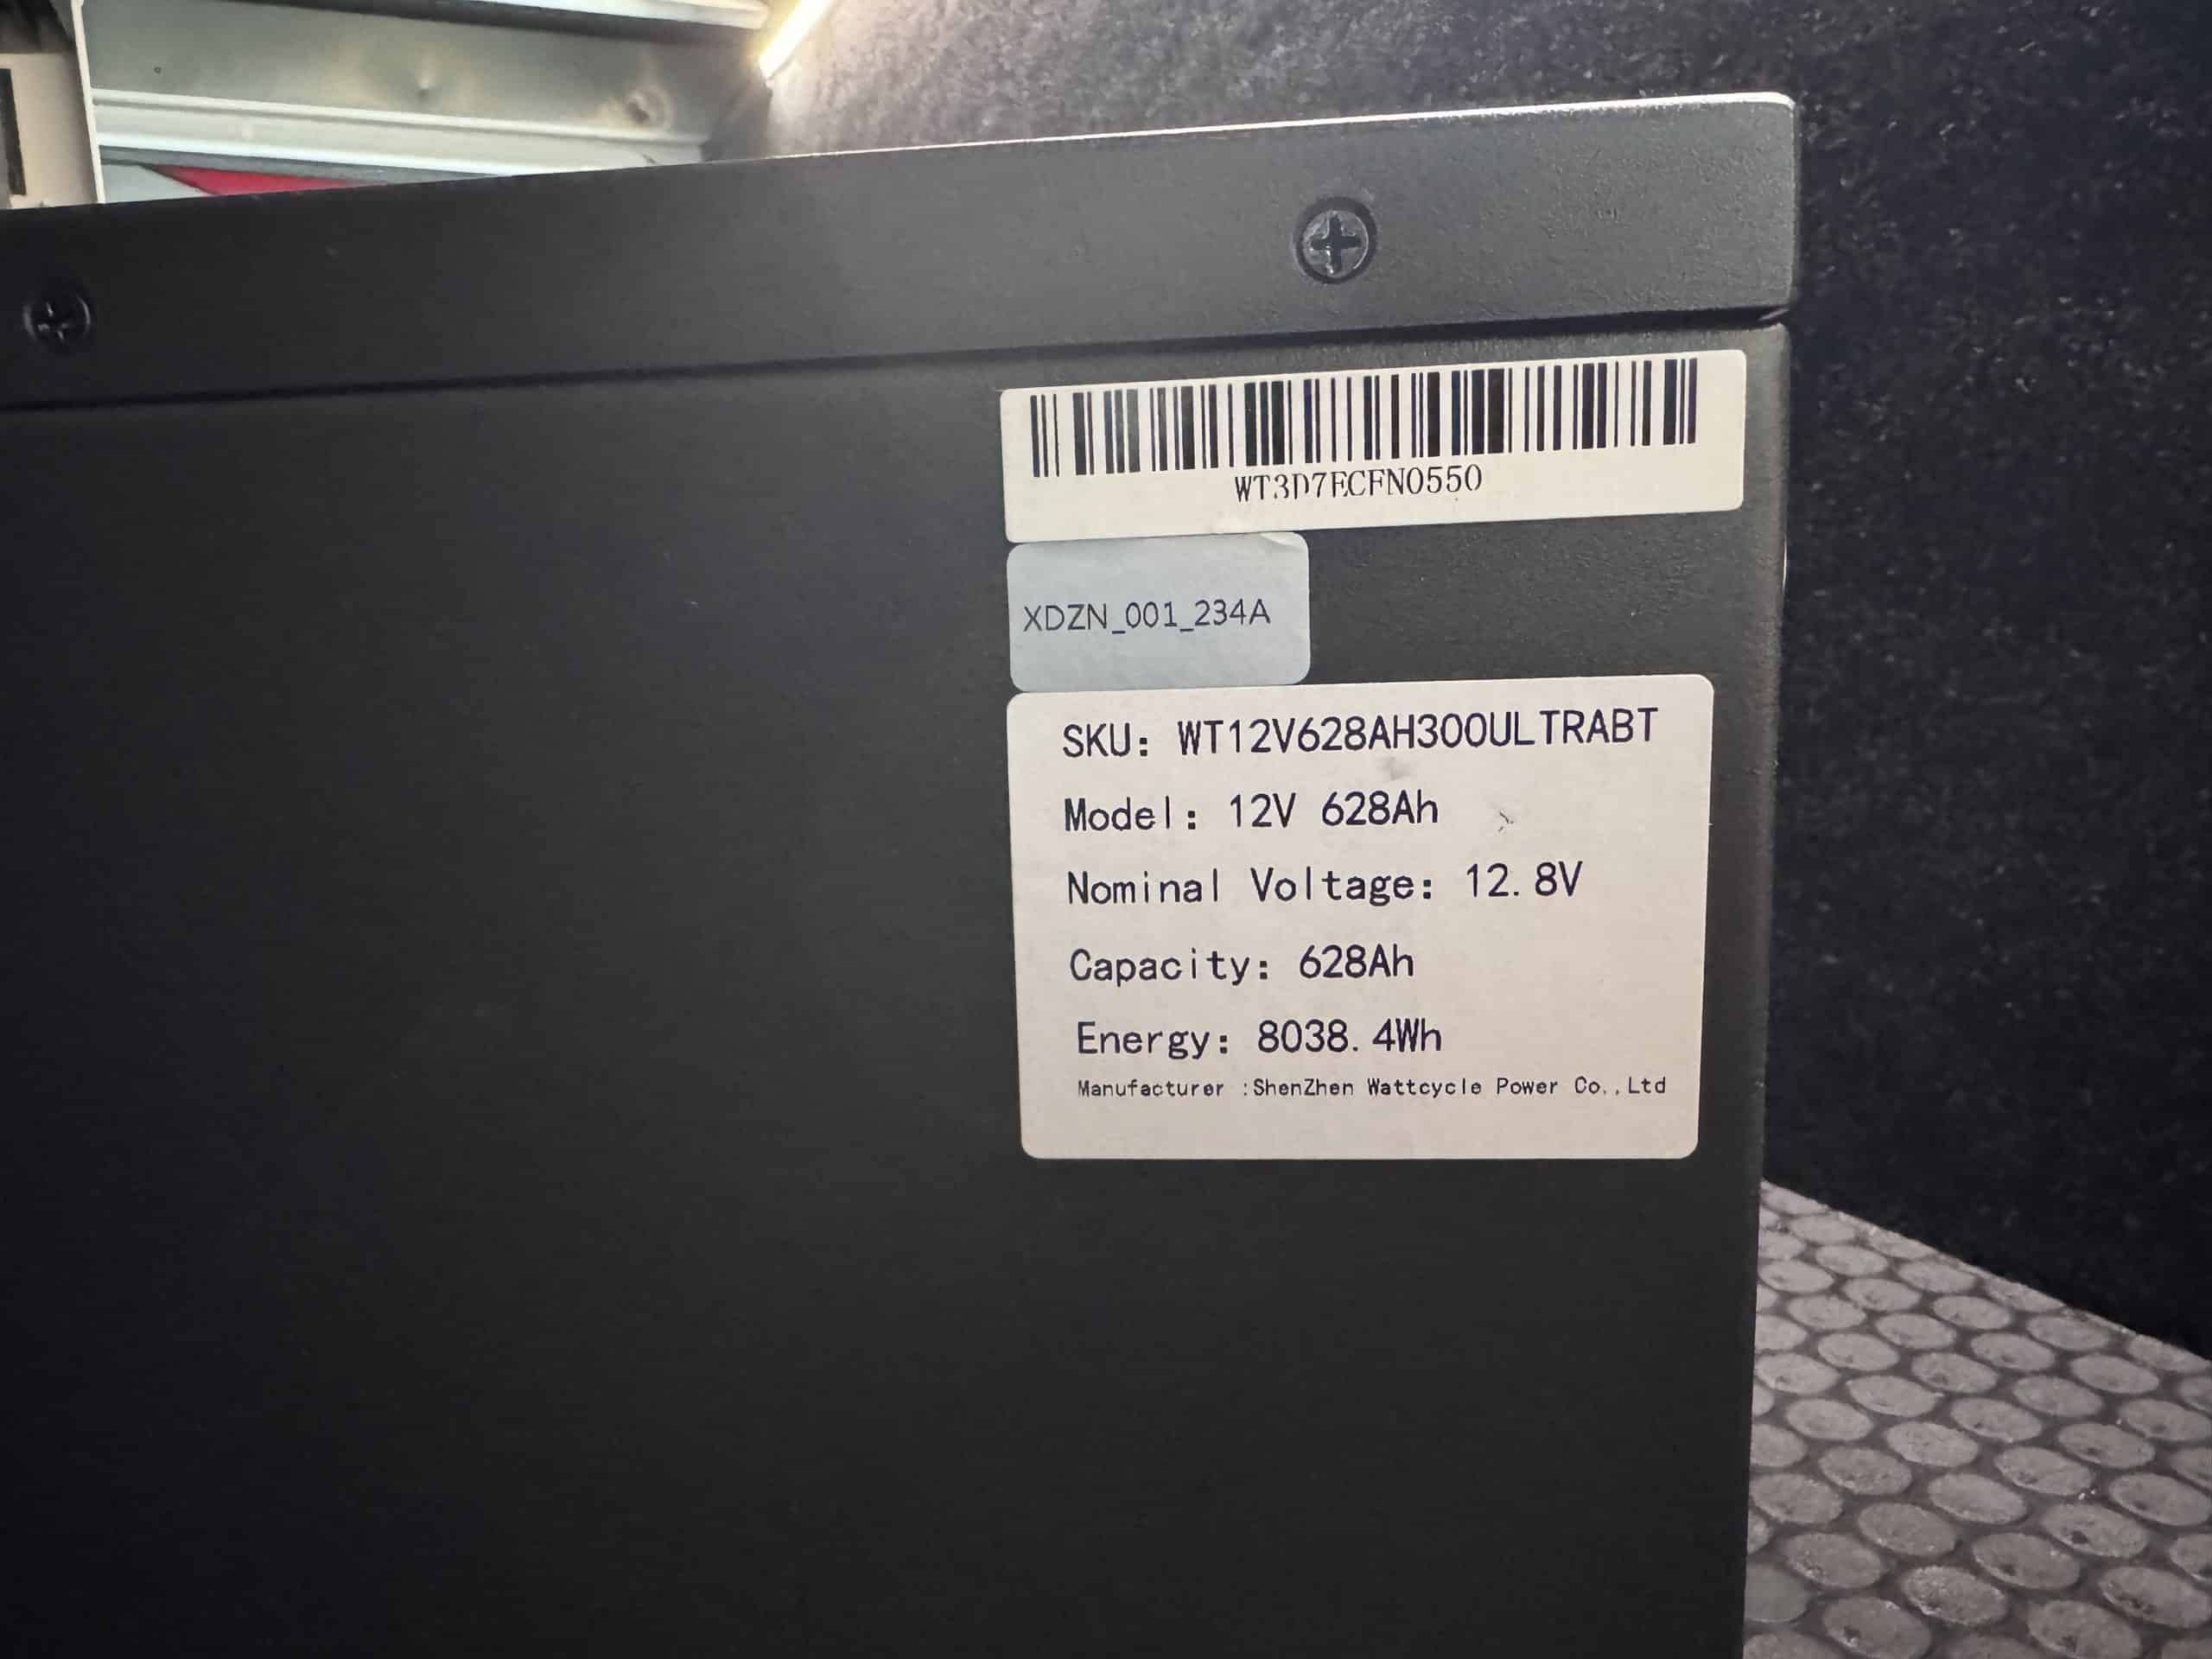 WT3D7ECFN0550
XDZN_001_234A
SKU: WT12V628AH300ULTRABT
Model: 12V 628Ah
Nominal Voltage: 12.8V
Capacity: 628Ah
Energy: 8038.4Wh
Manufacturer :ShenZhen Wattcycle Power Co.,Ltd